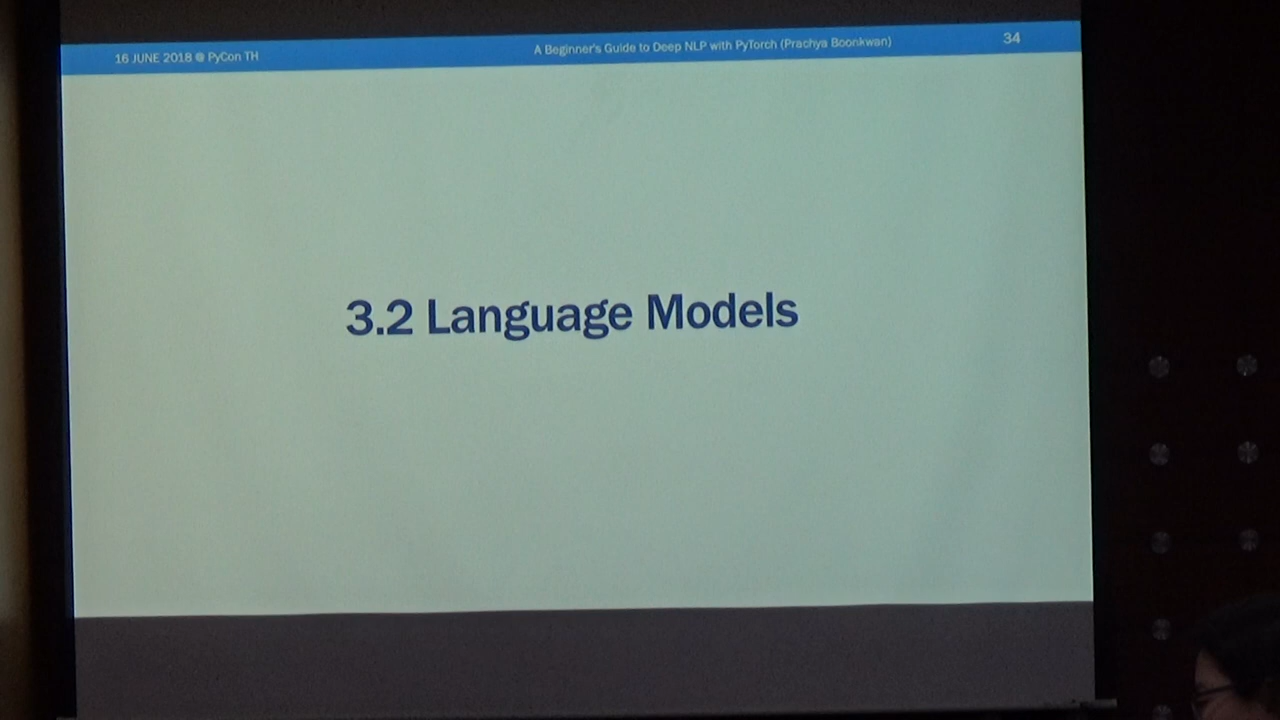 16 JUNE 2018 @ PyCon TH
A Beginner's Guide to Deep NLP with PyTorch (Prachya Boonkwan)
34
3.2 Language Models